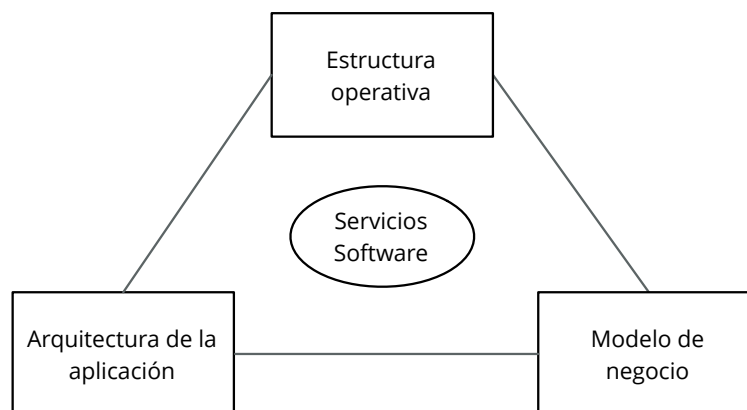 Estructura
operativa
Servicios
Software
Arquitectura de la
aplicación
Modelo de
negocio